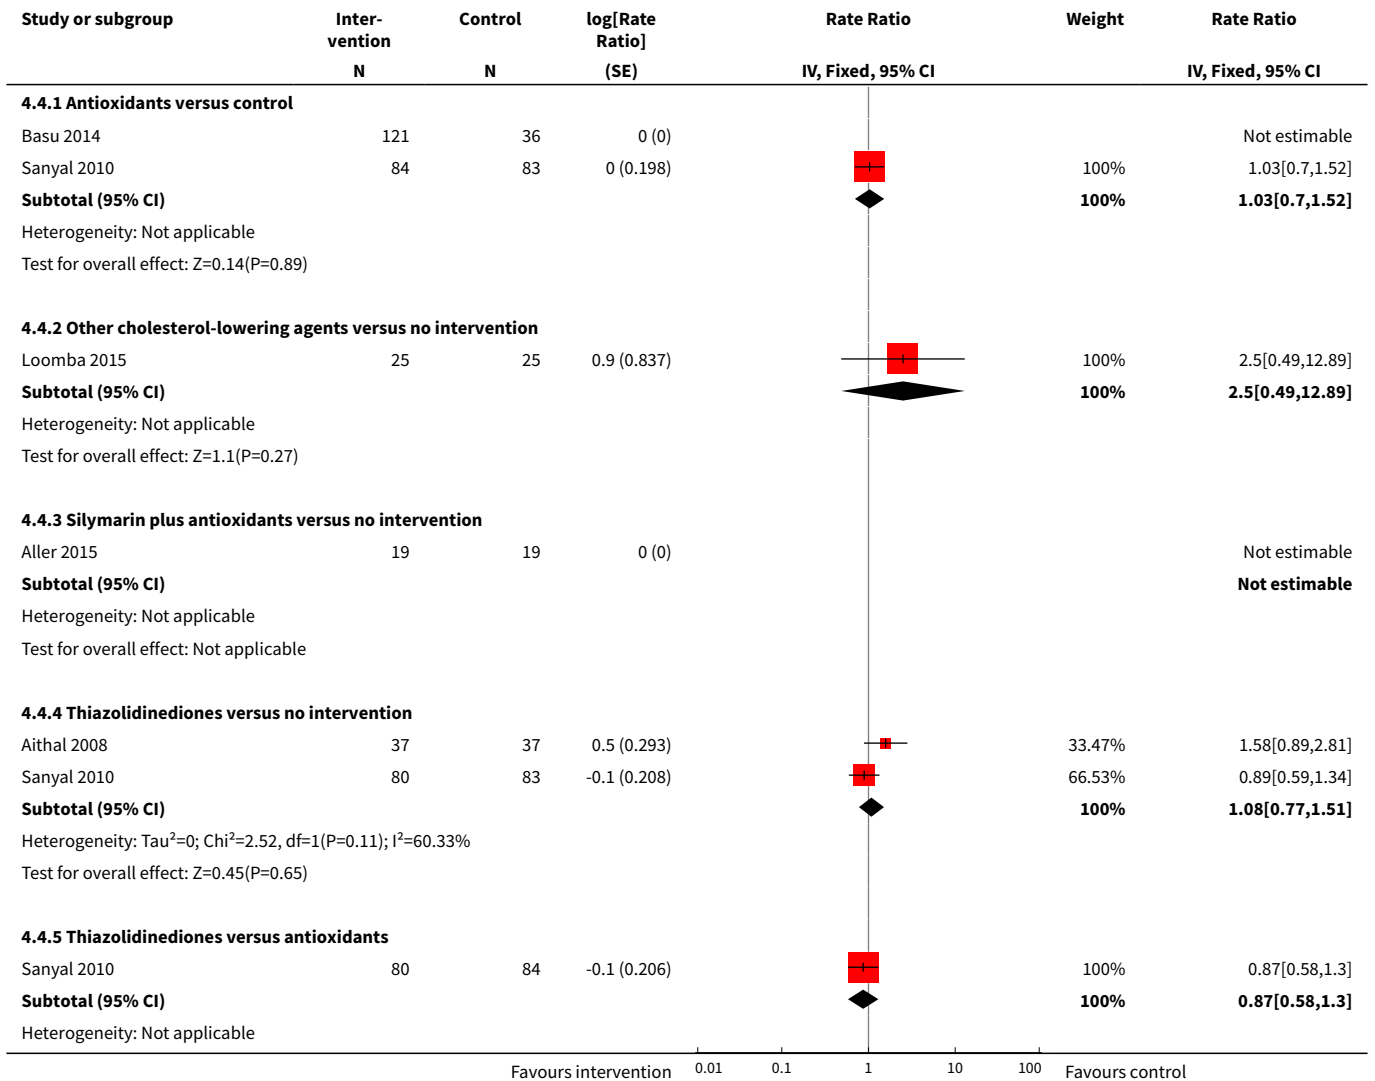 Study or subgroup Inter- Control log[Rate Rate Ratio Weight Rate Ratio
vention Ratio]
N N (SE) IV, Fixed, 95% CI IV, Fixed, 95% CI
4.4.1 Antioxidants versus control
Basu 2014 121 36 0 (0) Not estimable
Sanyal 2010 84 83 0 (0.198) 100% 1.03[0.7,1.52]
Subtotal (95% CI) 100% 1.03[0.7,1.52]
Heterogeneity: Not applicable
Test for overall effect: Z=0.14(P=0.89)
4.4.2 Other cholesterol-lowering agents versus no intervention
Loomba 2015 25 25 0.9 (0.837) 100% 2.5[0.49,12.89]
Subtotal (95% CI) 100% 2.5[0.49,12.89]
Heterogeneity: Not applicable
Test for overall effect: Z=1.1(P=0.27)
4.4.3 Silymarin plus antioxidants versus no intervention
Aller 2015 19 19 0 (0) Not estimable
Subtotal (95% CI) Not estimable
Heterogeneity: Not applicable
Test for overall effect: Not applicable
4.4.4 Thiazolidinediones versus no intervention
Aithal 2008 37 37 0.5 (0.293) 33.47% 1.58[0.89,2.81]
Sanyal 2010 80 83 -0.1 (0.208) 66.53% 0.89[0.59,1.34]
Subtotal (95% CI) 100% 1.08[0.77,1.51]
Heterogeneity: Tau²=0; Chi²=2.52, df=1(P=0.11); I²=60.33%
Test for overall effect: Z=0.45(P=0.65)
4.4.5 Thiazolidinediones versus antioxidants
Sanyal 2010 80 84 -0.1 (0.206) 100% 0.87[0.58,1.3]
Subtotal (95% CI) 100% 0.87[0.58,1.3]
Heterogeneity: Not applicable
Favours intervention 0.01 0.1 1 10 100 Favours control